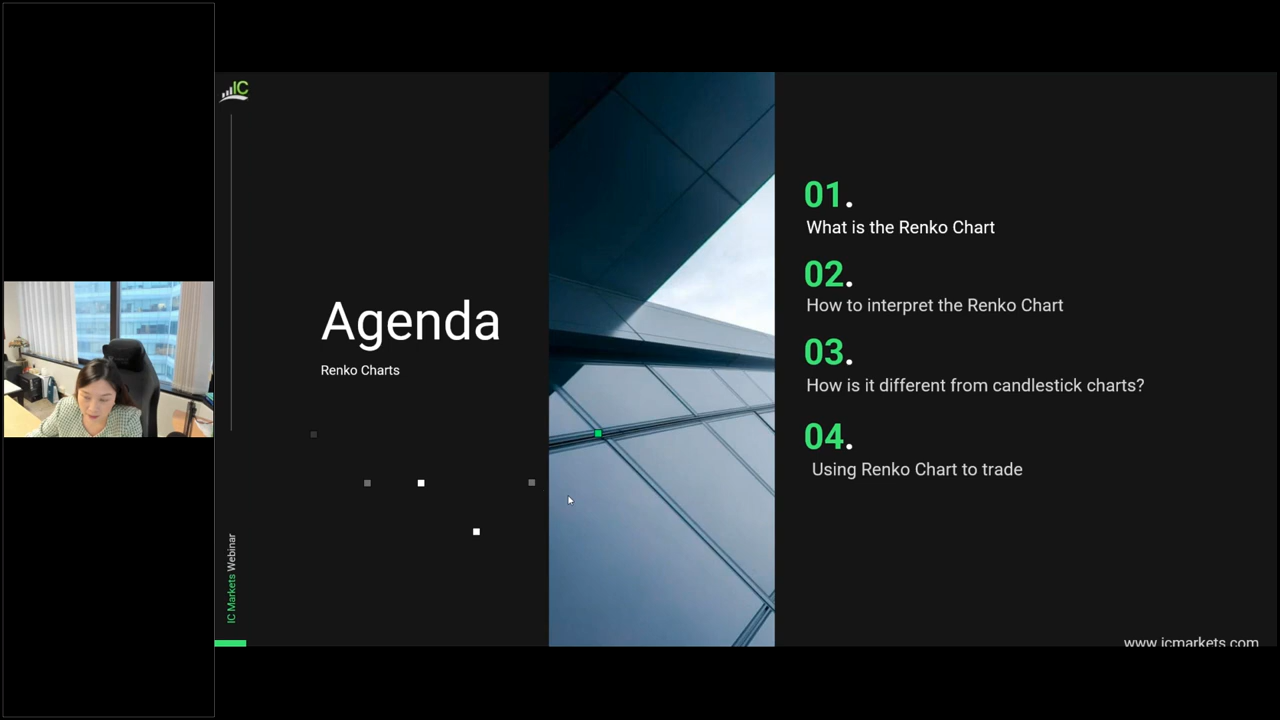 IC
Agenda
Renko Charts
IC Markets Webinar
01.
What is the Renko Chart
02.
How to interpret the Renko Chart
03.
How is it different from candlestick charts?
04.
Using Renko Chart to trade
www.icmarkets.com